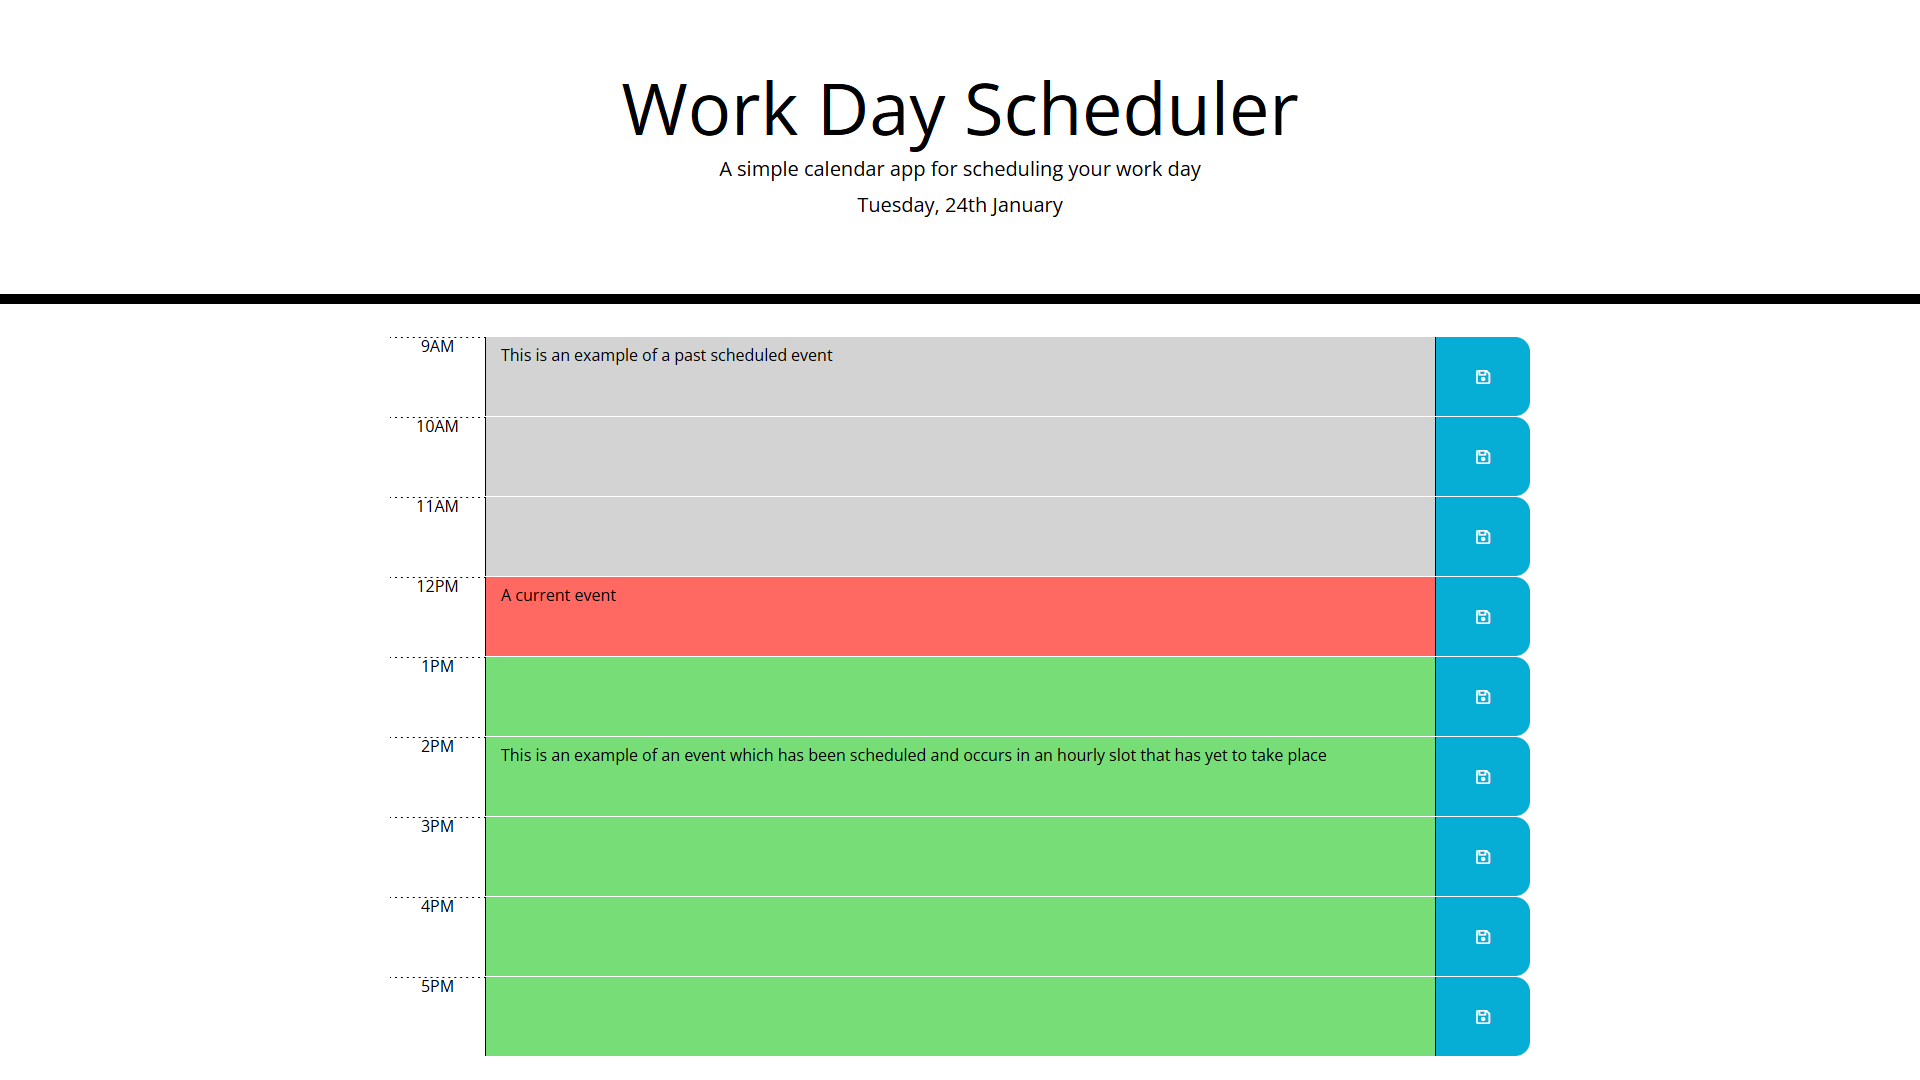 Work Day Scheduler
A simple calendar app for scheduling your work day
Tuesday, 24th January
9AM
This is an example of a past scheduled event
10AM
11AM
12PM
A current event
1PM
2PM
This is an example of an event which has been scheduled and occurs in an hourly slot that has yet to take place
3PM
4PM
5PM